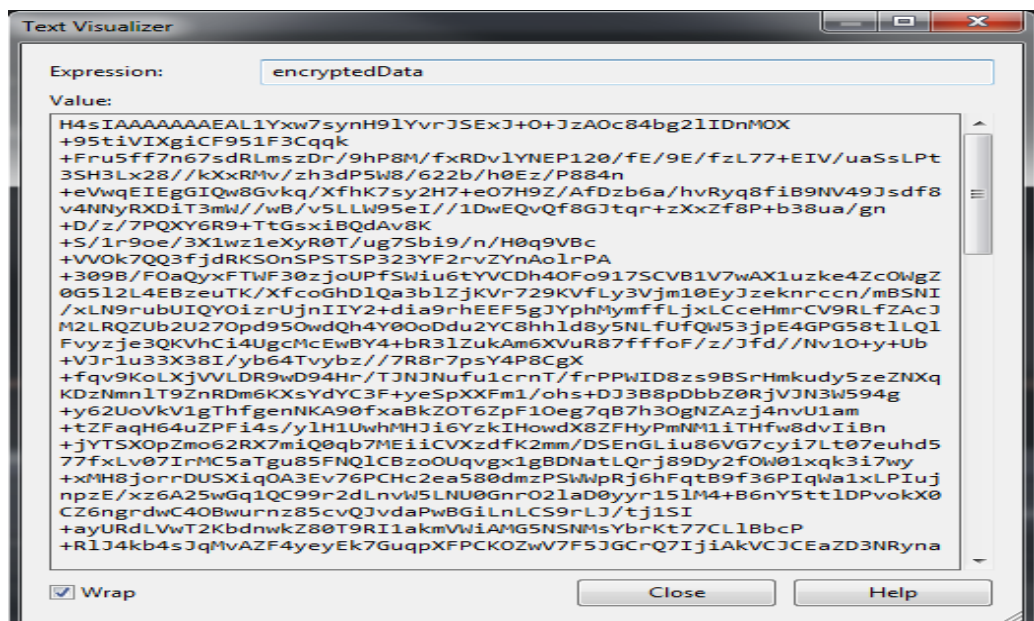 Text Visualizer
Expression: encryptedData
Value:
H4sIAAAAAAAEAL1Yxw7synH9lYvrJSExJ+O+JzAOc84bg2lIDnMOX
+95tiVIXgiCF951F3Cqqk
+Fru5ff7n67sdRLmszDr/9hP8M/fxRDvlYNEP120/fE/9E/fzL77+EIV/uaSsLPt
3SH3Lx28//kXxRMv/zh3dP5W8/622b/h0Ez/P884n
+eVwqEIEgGIQw8Gvkq/XfhK7sy2H7+eO7H9Z/AfDzb6a/hvRyq8fiB9NV49Jsdf8
v4NNyRXDiT3mW//wB/v5LLW95eI//1DwEQvQf8GJtqr+zXxZf8P+b38ua/gn
+D/z/7PQXY6R9+TtGsxiBQdAv8K
+S/1r9oe/3X1wz1eXyR0T/ug7Sbi9/n/H0q9VBc
+VVOk7QQ3fjdRKSOnSPSTSP323YF2rvZYnAolrPA
+309B/FOaQyxFTWF30zjoUPfSWiu6tYVCDh4OFo917SCVB1V7wAX1uzke4ZcOWgZ
0G5l2L4EBzeuTK/XfcoGhDlQa3blZjKVr729KVfLy3Vjm10EyJzeknrccn/mBSNI
/xLN9rubUIQYOizrUjnIIY2+dia9rhEEF5gJYphMymffLjxLCceHmrCV9RLfZAcJ
M2LRQZUb2U27Opd95OwdQh4Y0OoDdu2YC8hhld8y5NLfUfQW53jpE4GPG58tlLQl
Fvyzje3QKVhCi4UgcMcEwBY4+bR3lZukAm6XVuR87fffoF/z/Jfd//Nv1O+y+Ub
+VJr1u33X38I/yb64Tvybz//7R8r7psY4P8CgX
+fqv9KoLXjVVLDR9wD94Hr/TJNJNufu1crnT/frPPWID8zs9BSrHmkudy5zeZNXq
KDzNmnlT9ZnRDm6KXsYdYC3F+yeSpXXFm1/ohs+DJ3B8pDbbZ0RjVJN3W594g
+y62UoVkV1gThfgenNKA90fxaBkZOT6ZpF1Oeg7qB7h3OgNZAzj4nvU1am
+tZFaqH64uZPFi4s/ylH1UwhMHJi6YzkIHOwdX8ZFHyPmNM1iTHfw8dvIiBn
+jYTSXOpZmo62RX7miQ0qb7MEiiCVXzdfK2mm/DSEnGLiu86VG7cyi7Lt07euhd5
77fxLv07IrMC5aTgu85FNQlCBzoOUqvgx1gBDNatLQrj89Dy2fOW01xqk3i7wy
+xMH8jorrDUSXiqOA3Ev76PCHc2ea580dmzPSWWpRj6hFqtB9f36PIqWa1xLPIuj
npzE/xz6A25wGq1QC99r2dLnvW5LNU0GnrO2laD0yyr15lM4+B6nY5ttlDPvokX0
CZ6ngrdwC4OBwurnz85cvQJvdaPwBGiLnLCS9rLJ/tj1SI
+ayURdLVwT2KbdnwkZ80T9RI1akmVWiAMG5NSNMsYbrKt77CLlBbcP
+RlJ4kb4sJqMvAZF4yeyEk7GuqpXFPCKOZwV7F5JGCrQ7IjiAkVCJCEaZD3NRyna
Wrap
Close
Help